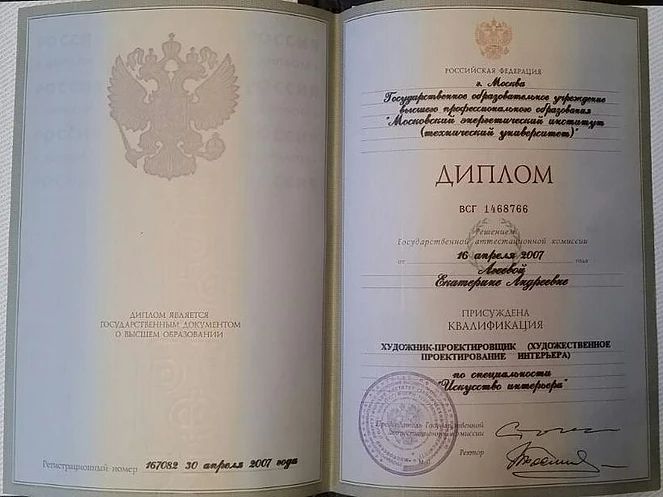 ДИПЛОМ ЯВЛЯЕТСЯ
ГОСУДАРСТВЕННЫМ ДОКУМЕНТОМ
О ВЫСШЕМ ОБРАЗОВАНИИ
Регистрационный номер 167082 30 апреля 2007 года
РОССИЙСКАЯ ФЕДЕРАЦИЯ
г. Москва
Государственное образовательное учреждение
высшего профессионального образования
"Московский энергетический институт
(технический университет)"
ДИПЛОМ
ВСГ 1468766
Решением
Государственной аттестационной комиссии
от 16 апреля 2007 года
Агеевой
Екатерине Андреевне
ПРИСУЖДЕНА
КВАЛИФИКАЦИЯ
ХУДОЖНИК-ПРОЕКТИРОВЩИК (ХУДОЖЕСТВЕННОЕ
ПРОЕКТИРОВАНИЕ ИНТЕРЬЕРА)
по специальности
"Искусство интерьера"
Председатель Государственной
аттестационной комиссии
Ректор